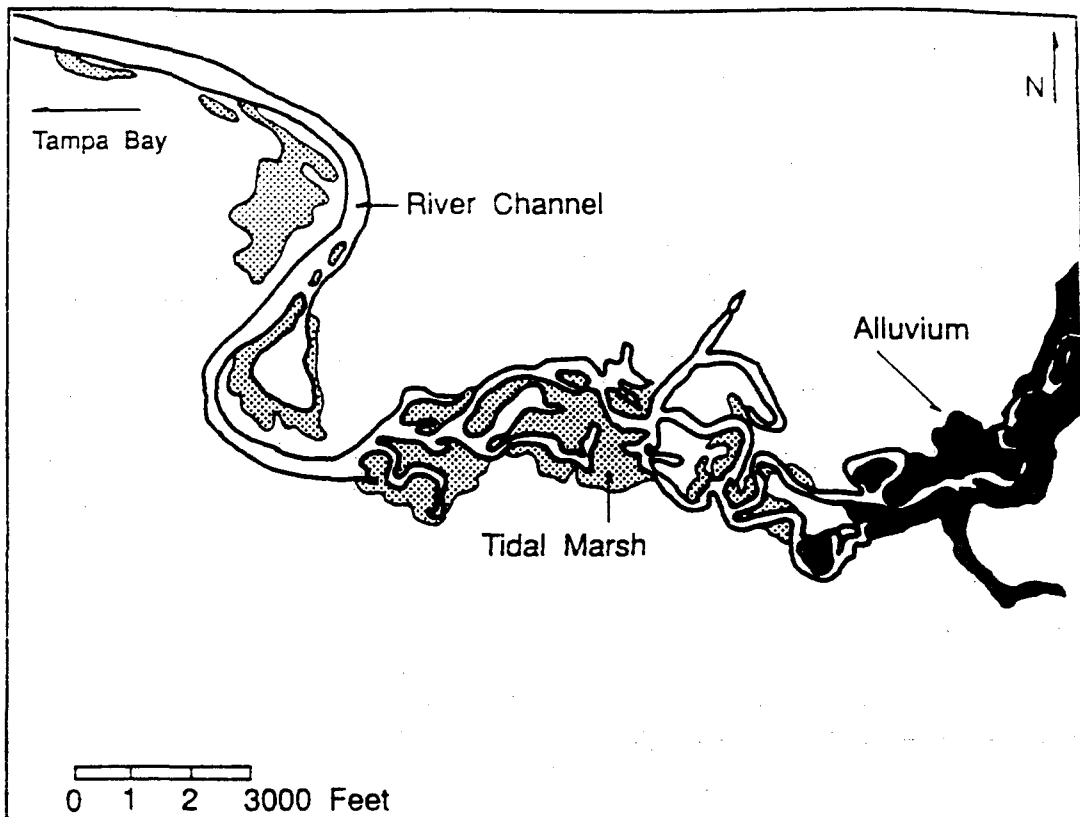 N
Tampa Bay
River Channel
Alluvium
Tidal Marsh
0 1 2 3000 Feet